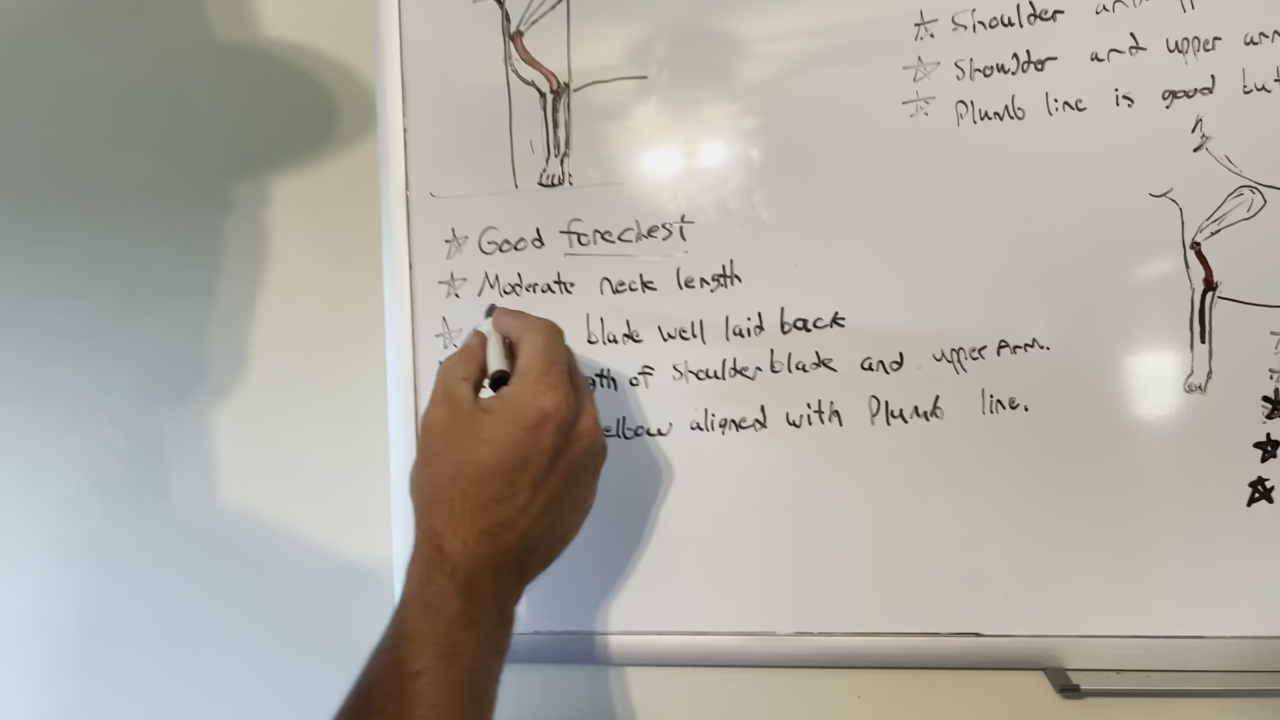 ☆ Good forechest
☆ Moderate neck length
☆ blade well laid back
of shoulder blade and upper Arm.
elbow aligned with Plumb line.
☆ Shoulder
☆ Shoulder and upper
☆ Plumb line is good